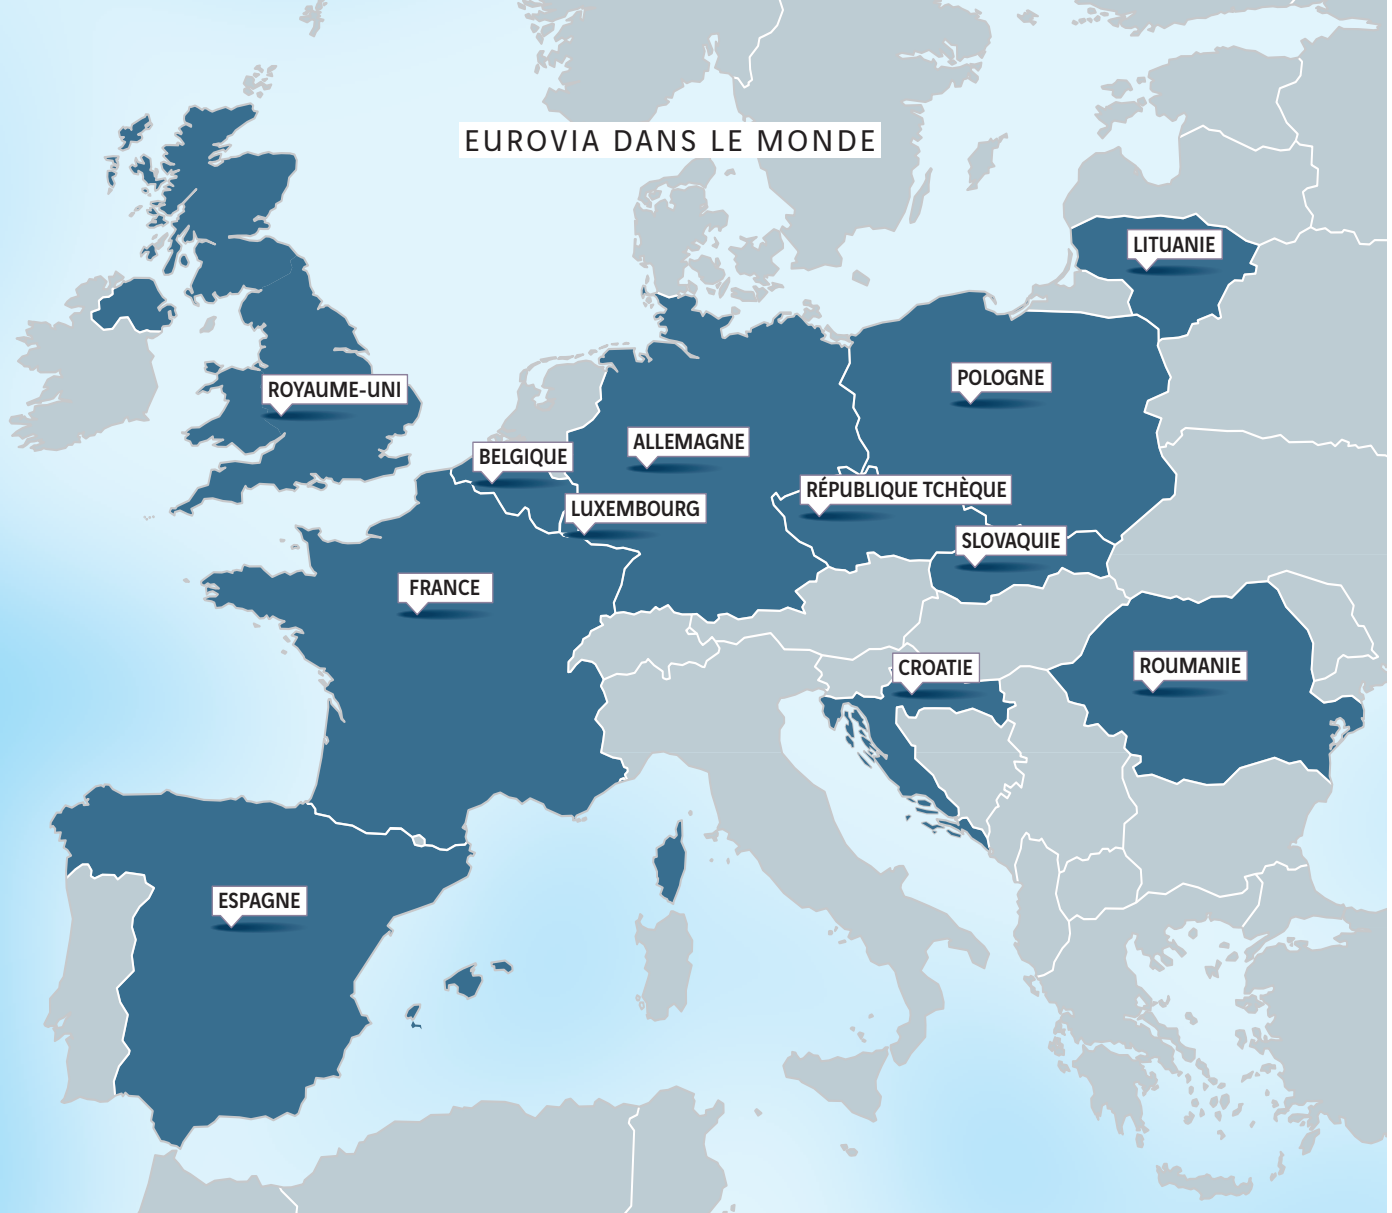 EUROVIA DANS LE MONDE
LITUANIE
POLOGNE
ROYAUME-UNI
ALLEMAGNE
BELGIQUE
RÉPUBLIQUE TCHÈQUE
LUXEMBOURG
SLOVAQUIE
FRANCE
CROATIE
ROUMANIE
ESPAGNE